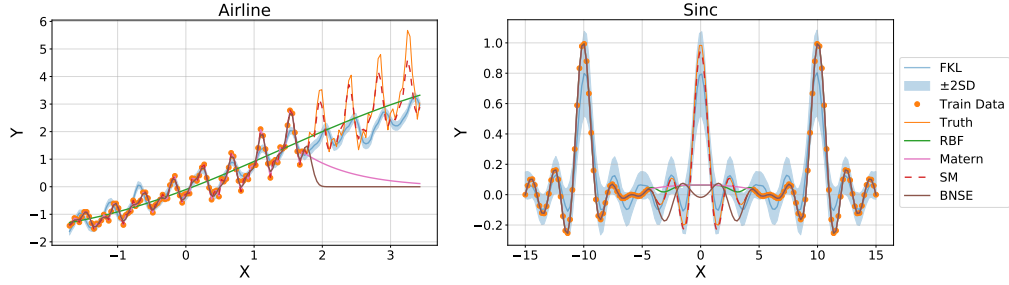 Airline
Y
6
5
4
3
2
1
0
−1
−2
−1 0 1 2 3
X
Sinc
Y
1.0
0.8
0.6
0.4
0.2
0.0
−0.2
−15 −10 −5 0 5 10 15
X
FKL
±2SD
Train Data
Truth
RBF
Matern
SM
BNSE